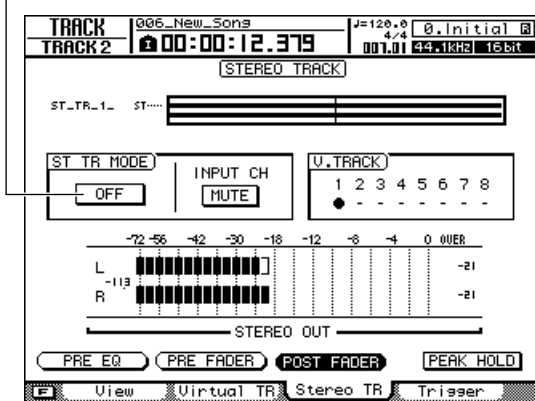 TRACK
TRACK 2
006_New_Song
00:00:12.379
♩=120.0
4/4
001.01
0.Initial
44.1kHz 16bit
STEREO TRACK
ST_TR_1_ ST·····
ST TR MODE
OFF
INPUT CH
MUTE
V.TRACK
1 2 3 4 5 6 7 8
● - - - - - - -
-72 -56 -42 -30 -18 -12 -8 -4 0 OVER
L -21
R -21
STEREO OUT
PRE EQ PRE FADER POST FADER PEAK HOLD
F View Virtual TR Stereo TR Trigger